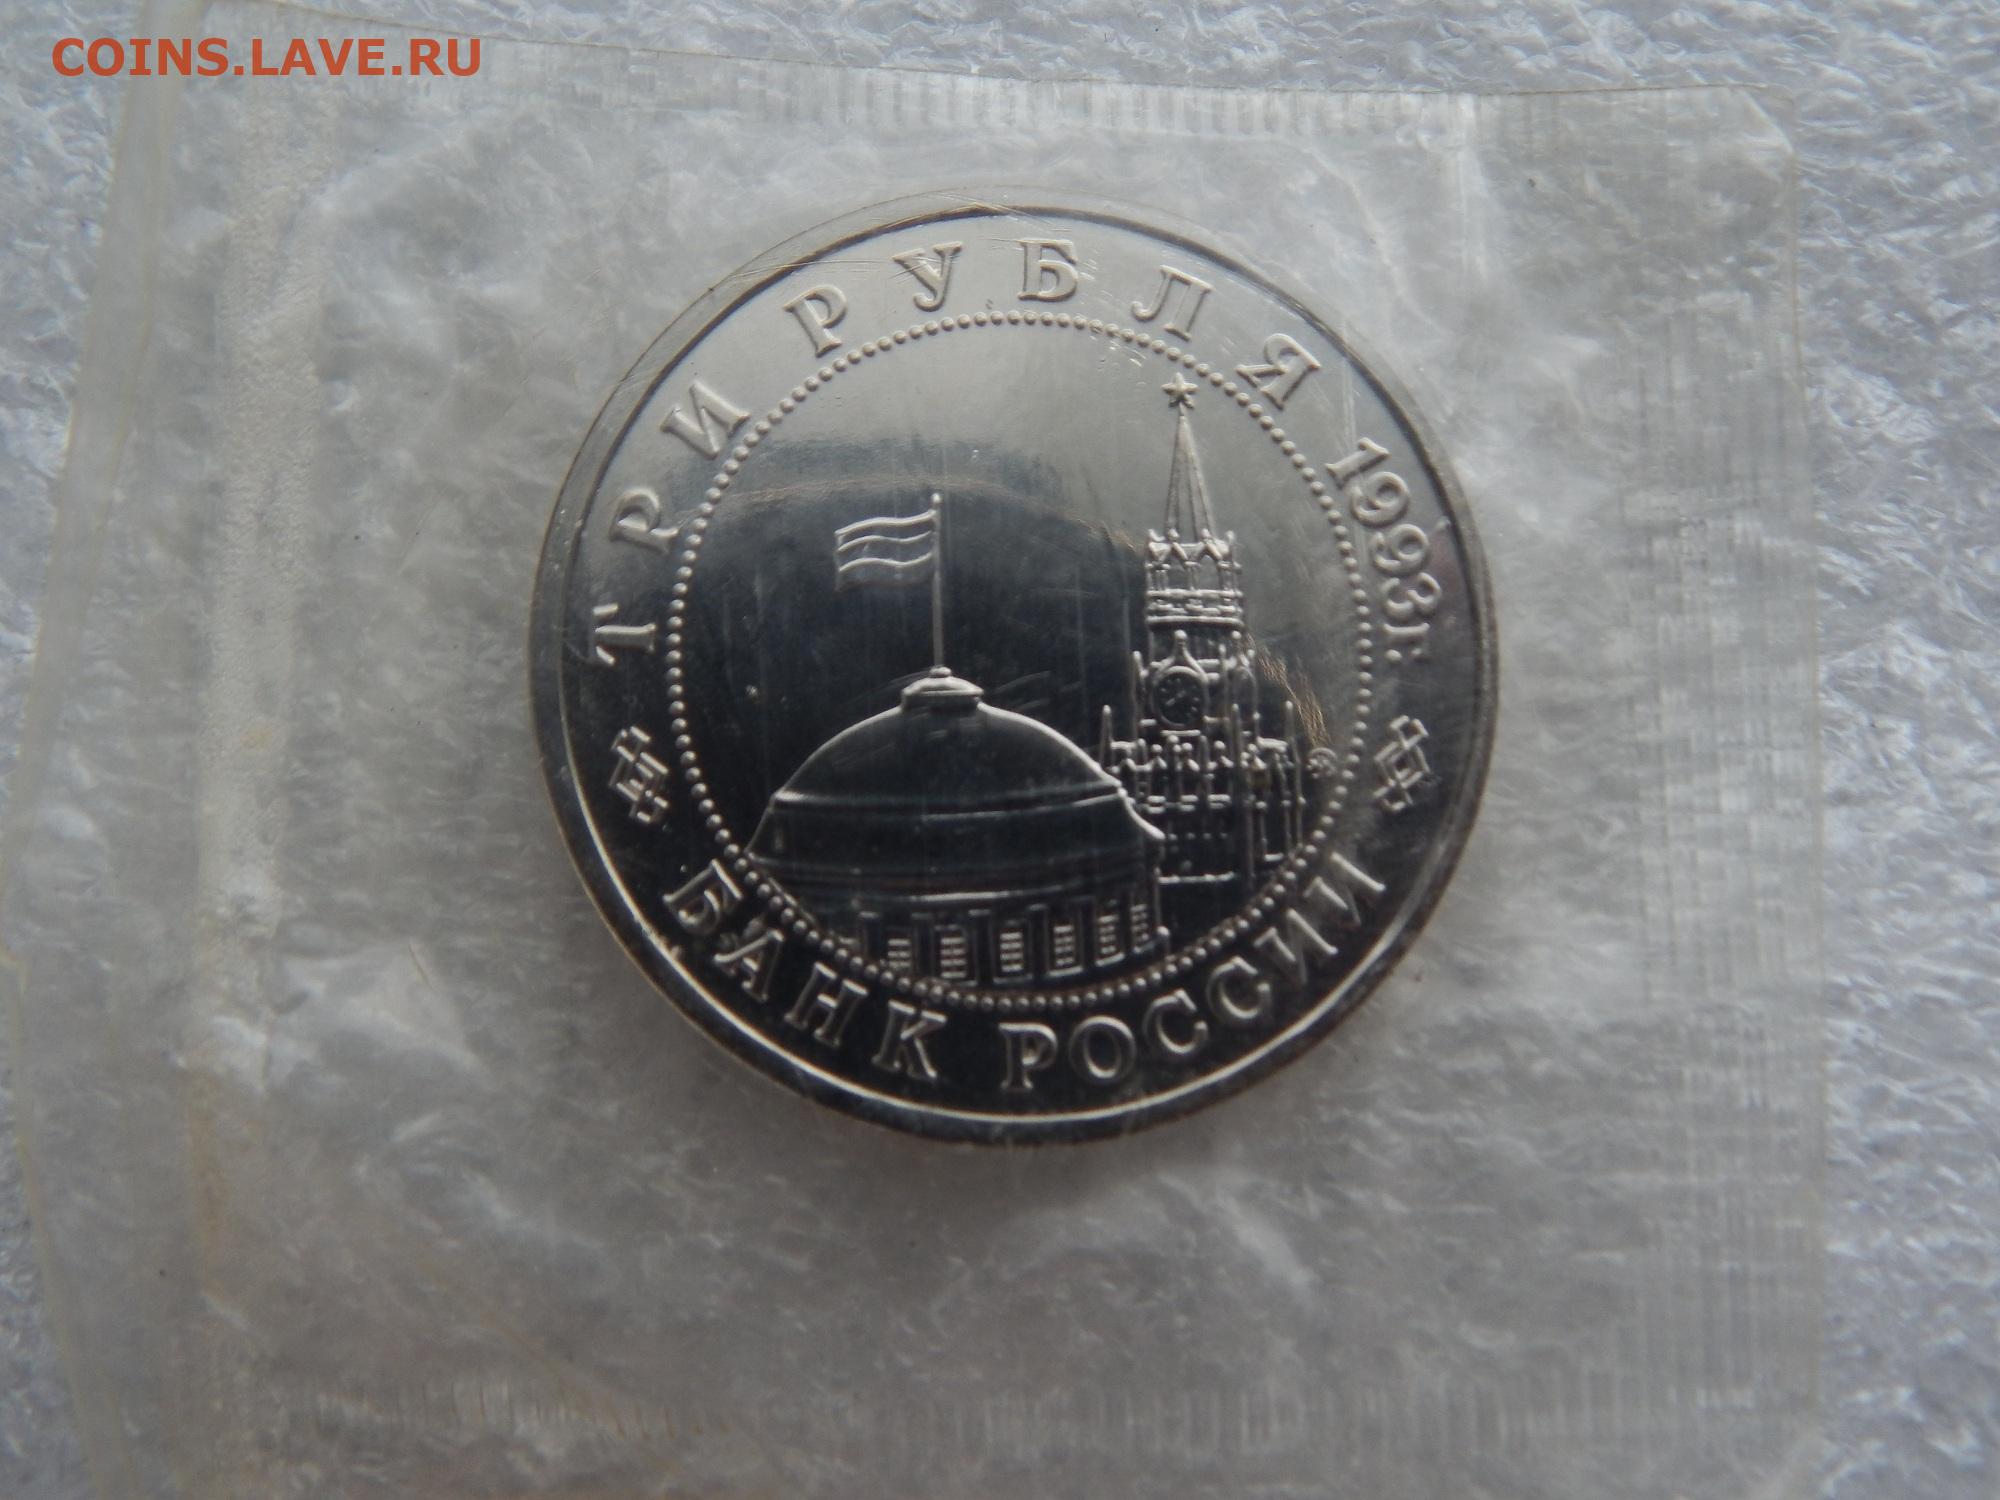 COINS.LAVE.RU
ТРИ РУБЛЯ 1993г.
БАНК РОССИИ